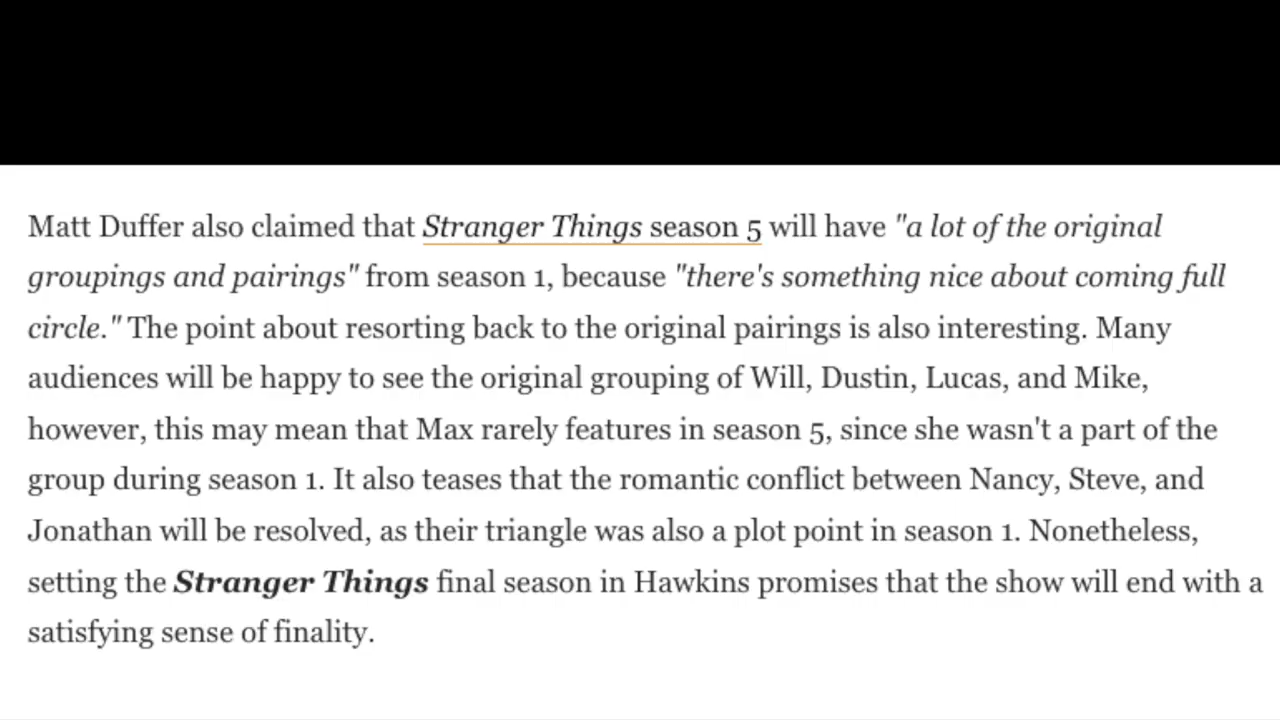 Matt Duffer also claimed that Stranger Things season 5 will have "a lot of the original
groupings and pairings" from season 1, because "there's something nice about coming full
circle." The point about resorting back to the original pairings is also interesting. Many
audiences will be happy to see the original grouping of Will, Dustin, Lucas, and Mike,
however, this may mean that Max rarely features in season 5, since she wasn't a part of the
group during season 1. It also teases that the romantic conflict between Nancy, Steve, and
Jonathan will be resolved, as their triangle was also a plot point in season 1. Nonetheless,
setting the Stranger Things final season in Hawkins promises that the show will end with a
satisfying sense of finality.